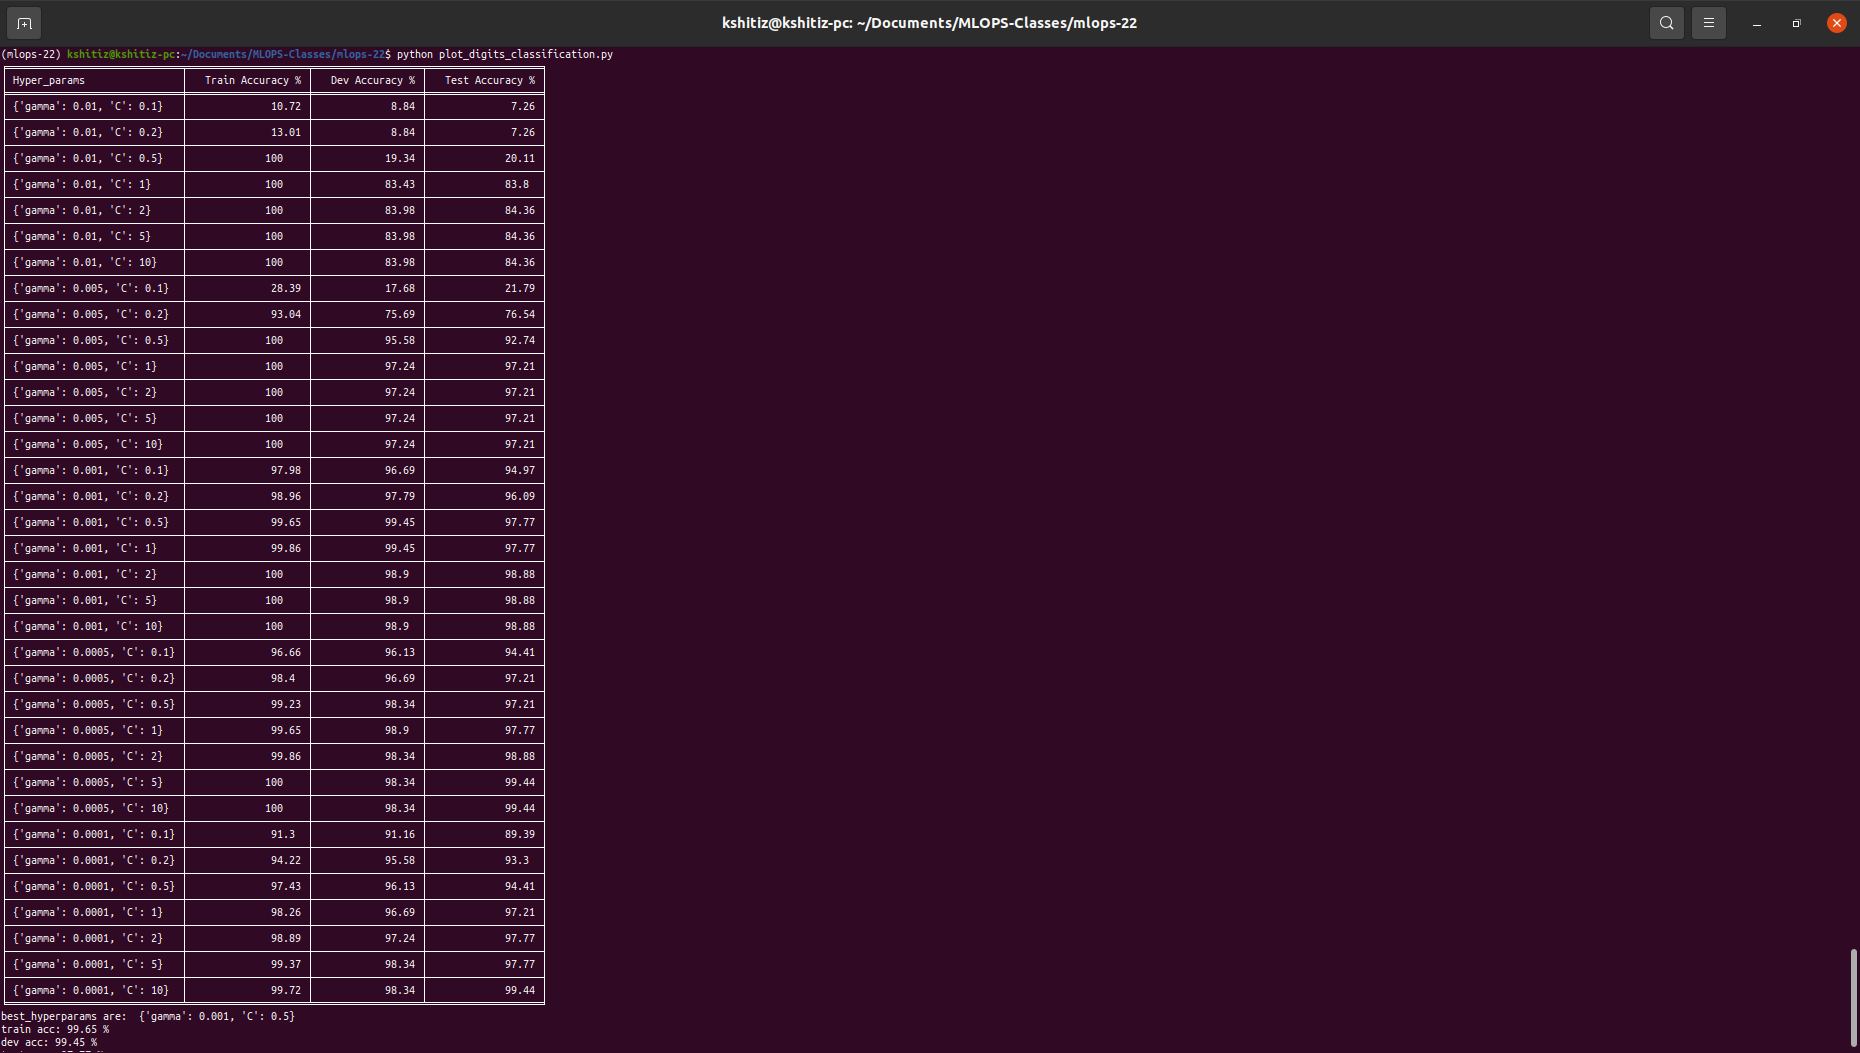 kshitiz@kshitiz-pc: ~/Documents/MLOPS-Classes/mlops-22
(mlops-22) kshitiz@kshitiz-pc:~/Documents/MLOPS-Classes/mlops-22$ python plot_digits_classification.py
Hyper_params Train Accuracy % Dev Accuracy % Test Accuracy %
{'gamma': 0.01, 'C': 0.1} 10.72 8.84 7.26
{'gamma': 0.01, 'C': 0.2} 13.01 8.84 7.26
{'gamma': 0.01, 'C': 0.5} 100 19.34 20.11
{'gamma': 0.01, 'C': 1} 100 83.43 83.8
{'gamma': 0.01, 'C': 2} 100 83.98 84.36
{'gamma': 0.01, 'C': 5} 100 83.98 84.36
{'gamma': 0.01, 'C': 10} 100 83.98 84.36
{'gamma': 0.005, 'C': 0.1} 28.39 17.68 21.79
{'gamma': 0.005, 'C': 0.2} 93.04 75.69 76.54
{'gamma': 0.005, 'C': 0.5} 100 95.58 92.74
{'gamma': 0.005, 'C': 1} 100 97.24 97.21
{'gamma': 0.005, 'C': 2} 100 97.24 97.21
{'gamma': 0.005, 'C': 5} 100 97.24 97.21
{'gamma': 0.005, 'C': 10} 100 97.24 97.21
{'gamma': 0.001, 'C': 0.1} 97.98 96.69 94.97
{'gamma': 0.001, 'C': 0.2} 98.96 97.79 96.09
{'gamma': 0.001, 'C': 0.5} 99.65 99.45 97.77
{'gamma': 0.001, 'C': 1} 99.86 99.45 97.77
{'gamma': 0.001, 'C': 2} 100 98.9 98.88
{'gamma': 0.001, 'C': 5} 100 98.9 98.88
{'gamma': 0.001, 'C': 10} 100 98.9 98.88
{'gamma': 0.0005, 'C': 0.1} 96.66 96.13 94.41
{'gamma': 0.0005, 'C': 0.2} 98.4 96.69 97.21
{'gamma': 0.0005, 'C': 0.5} 99.23 98.34 97.21
{'gamma': 0.0005, 'C': 1} 99.65 98.9 97.77
{'gamma': 0.0005, 'C': 2} 99.86 98.34 98.88
{'gamma': 0.0005, 'C': 5} 100 98.34 99.44
{'gamma': 0.0005, 'C': 10} 100 98.34 99.44
{'gamma': 0.0001, 'C': 0.1} 91.3 91.16 89.39
{'gamma': 0.0001, 'C': 0.2} 94.22 95.58 93.3
{'gamma': 0.0001, 'C': 0.5} 97.43 96.13 94.41
{'gamma': 0.0001, 'C': 1} 98.26 96.69 97.21
{'gamma': 0.0001, 'C': 2} 98.89 97.24 97.77
{'gamma': 0.0001, 'C': 5} 99.37 98.34 97.77
{'gamma': 0.0001, 'C': 10} 99.72 98.34 99.44
best_hyperparams are:  {'gamma': 0.001, 'C': 0.5}
train acc: 99.65 %
dev acc: 99.45 %